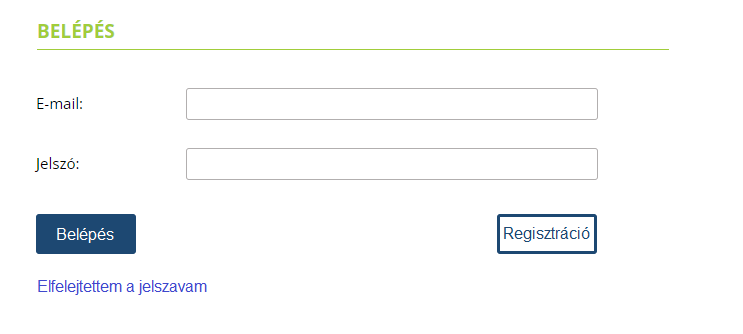 BELÉPÉS
E-mail:
Jelszó:
Belépés Regisztráció
Elfelejtettem a jelszavam